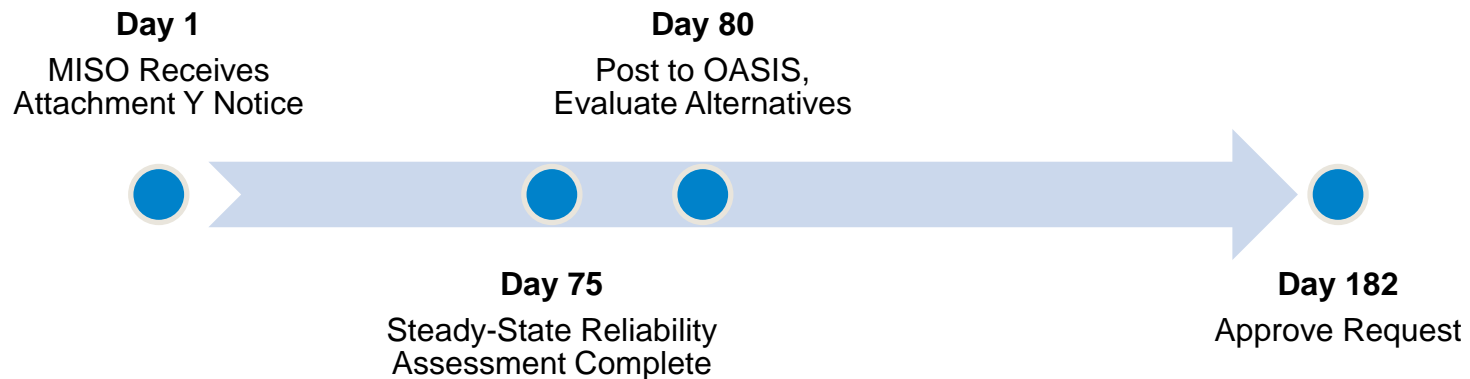 Day 1
MISO Receives
Attachment Y Notice
Day 80
Post to OASIS,
Evaluate Alternatives
Day 75
Steady-State Reliability
Assessment Complete
Day 182
Approve Request